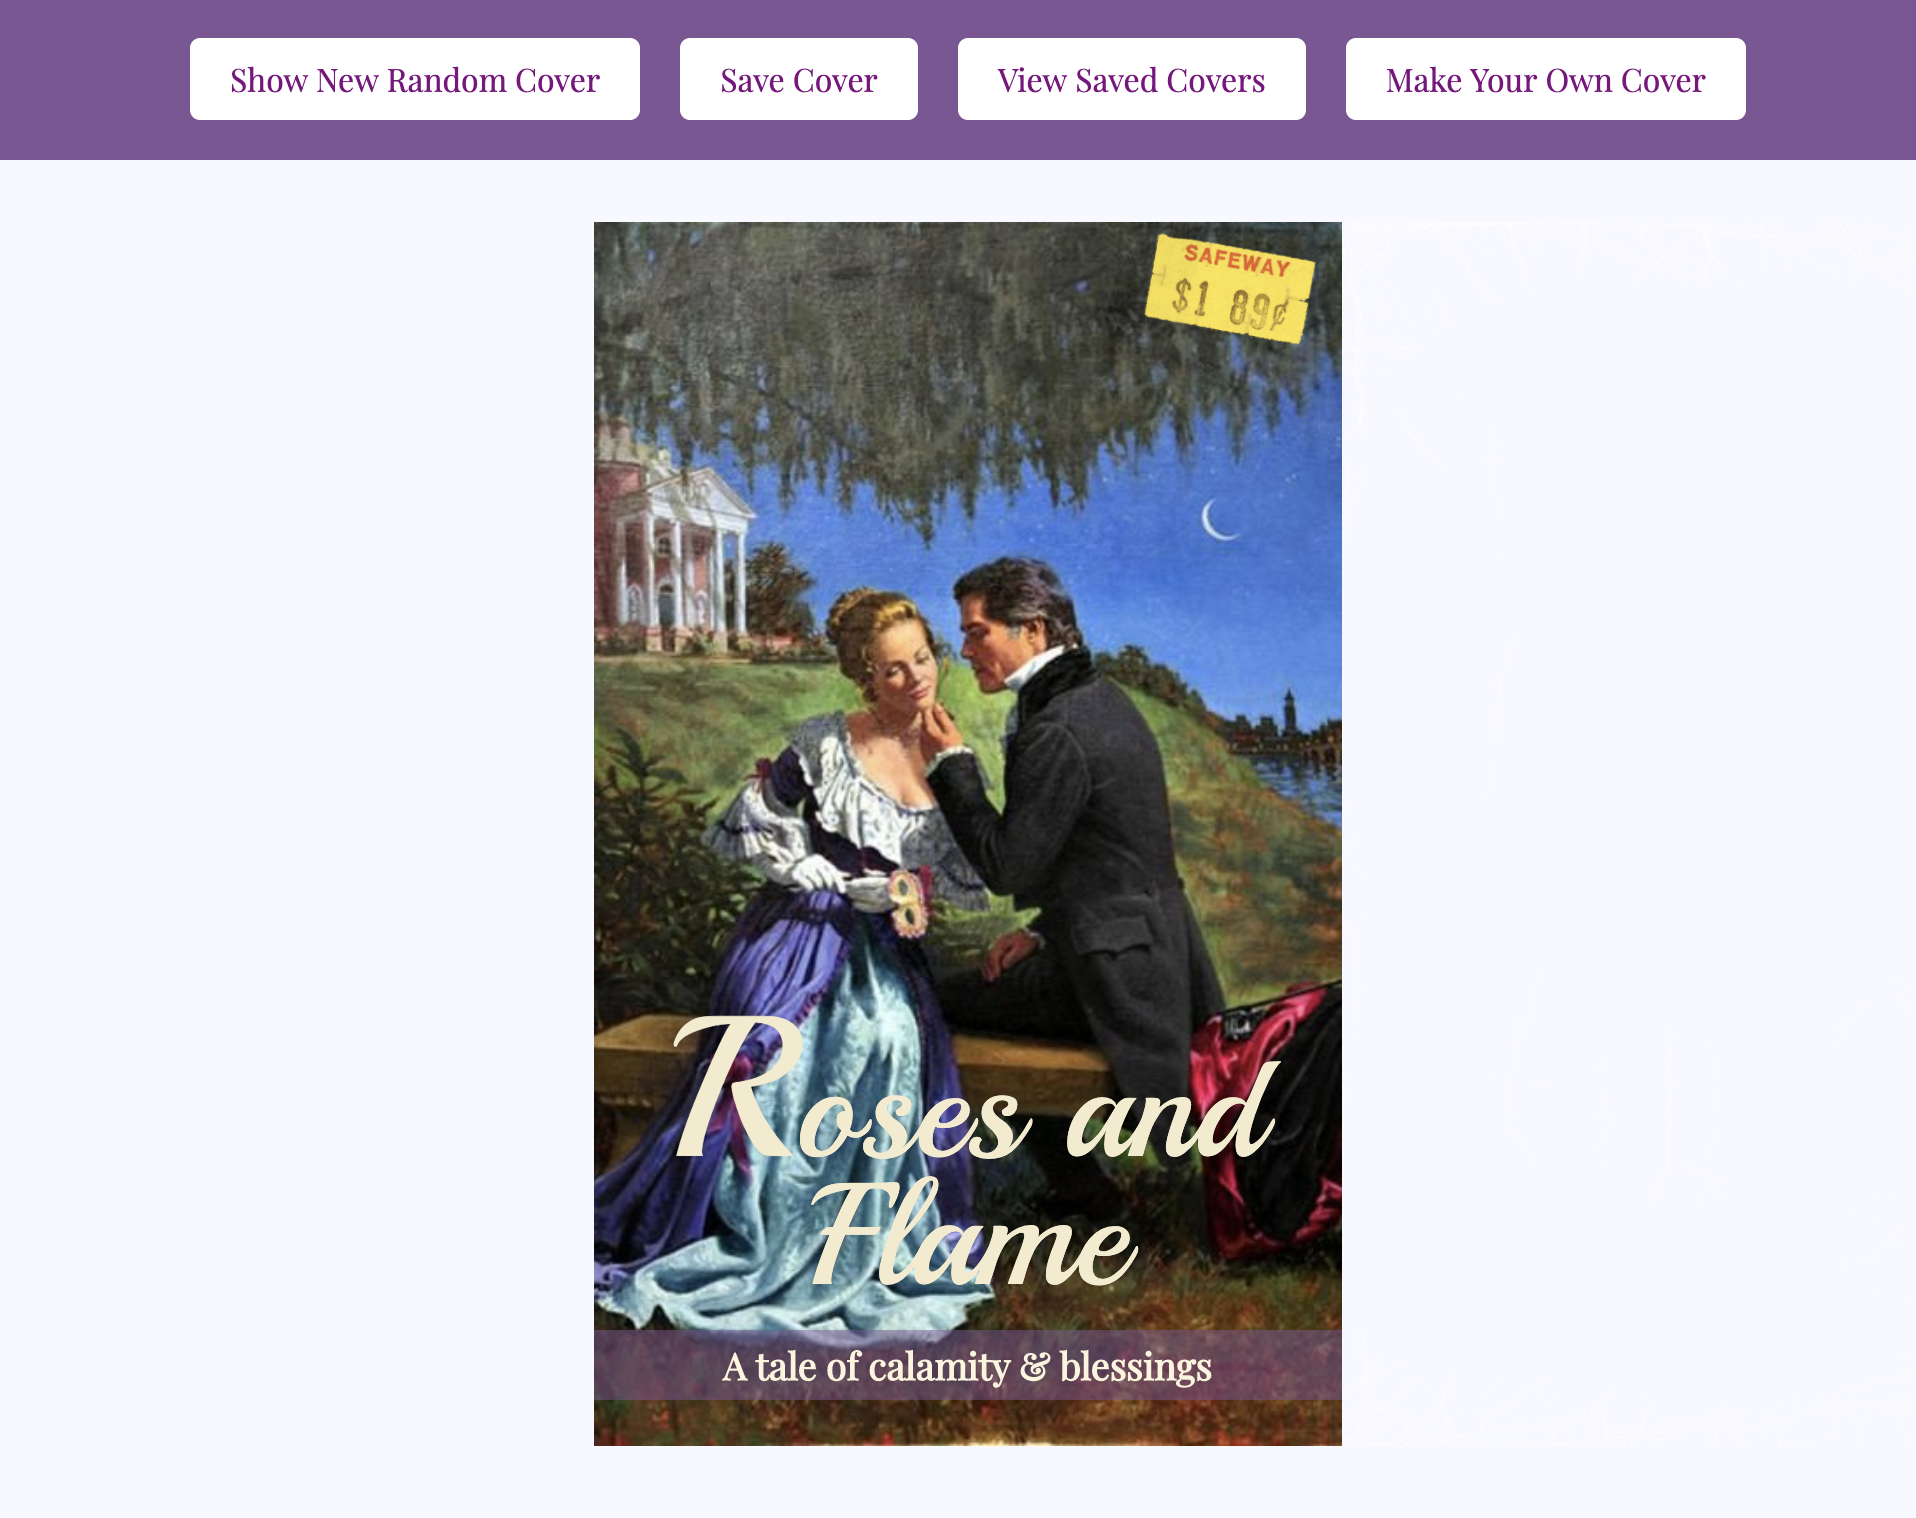 Show New Random Cover
Save Cover
View Saved Covers
Make Your Own Cover
SAFEWAY
$1 89¢
Roses and
Flame
A tale of calamity & blessings